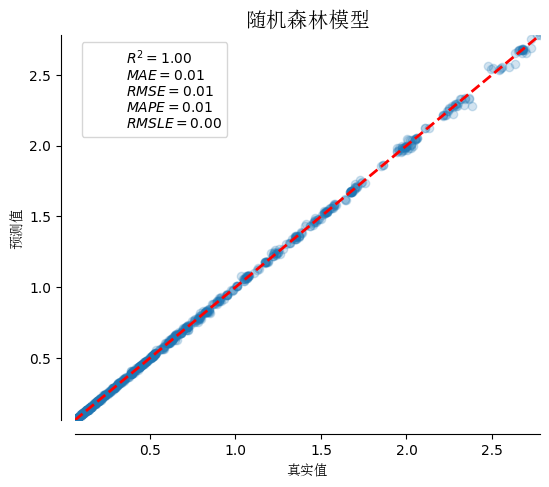 随机森林模型
R² = 1.00
MAE = 0.01
RMSE = 0.01
MAPE = 0.01
RMSLE = 0.00
2.5
2.0
1.5
1.0
0.5
预测值
0.5 1.0 1.5 2.0 2.5
真实值